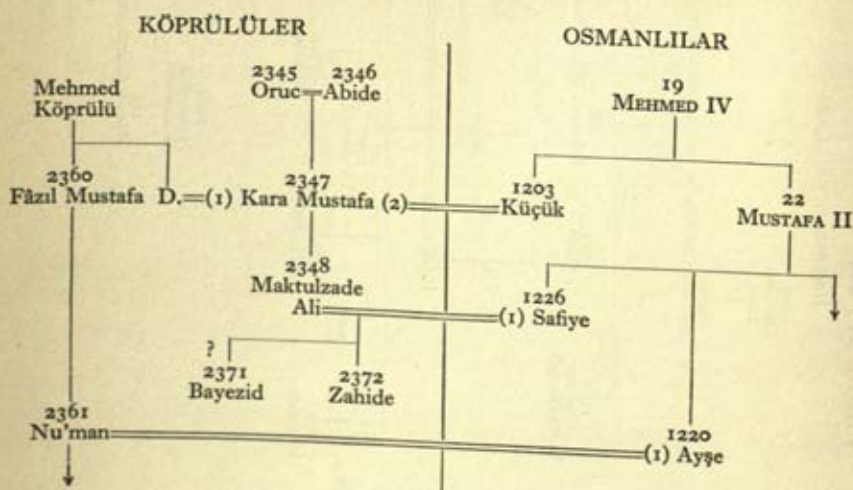 KÖPRÜLÜLER
OSMANLILAR
Mehmed
Köprülü
2345 2346
Oruc=Abide
19
MEHMED IV
2360
Fâzıl Mustafa D.=(1)
2347
Kara Mustafa (2)
1203
Küçük
22
MUSTAFA II
2348
Maktulzade
Ali
1226
(1) Safiye
?
2371
Bayezid
2372
Zahide
2361
Nu'man
1220
(1) Ayşe